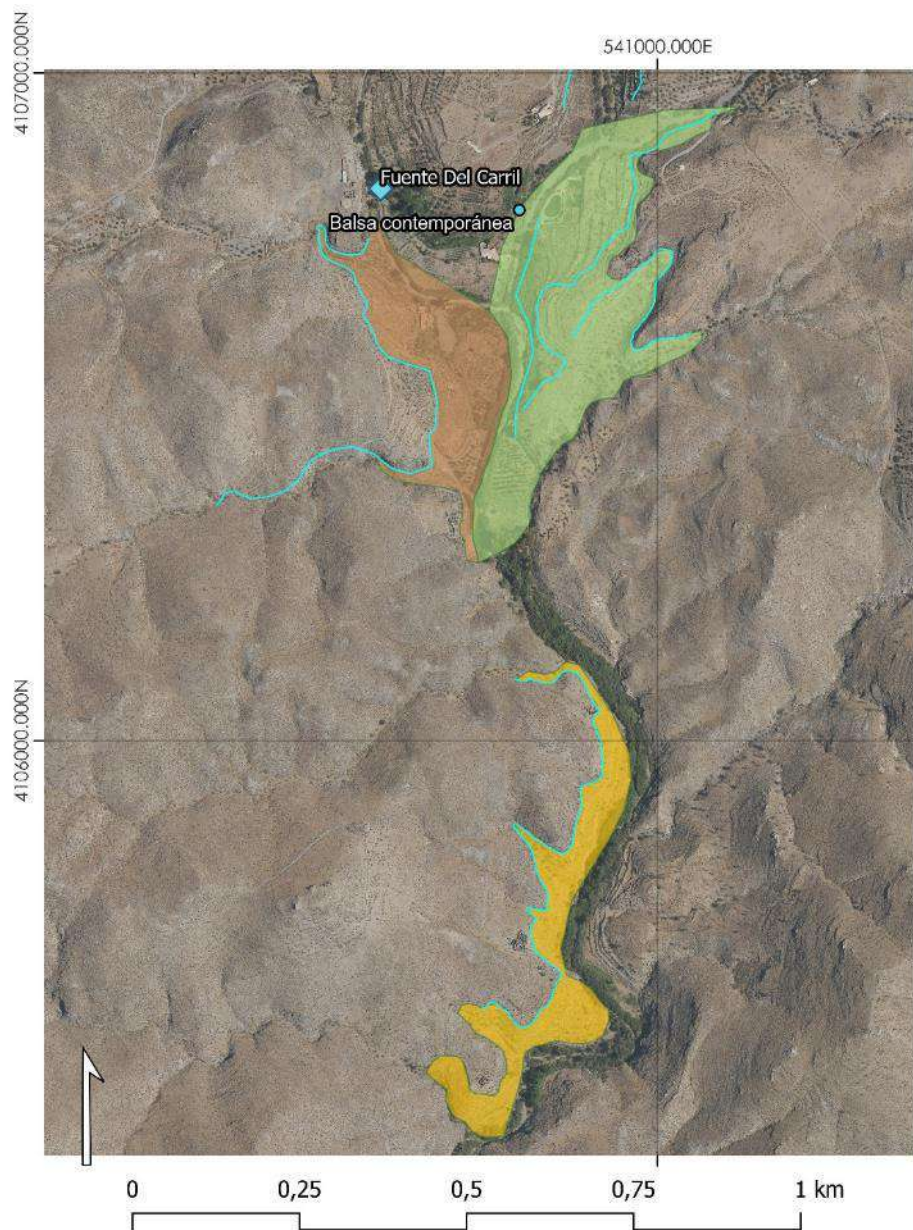 541000.000E
4107000.000N
Fuente Del Carril
Balsa contemporánea
4106000.000N
0 0,25 0,5 0,75 1 km